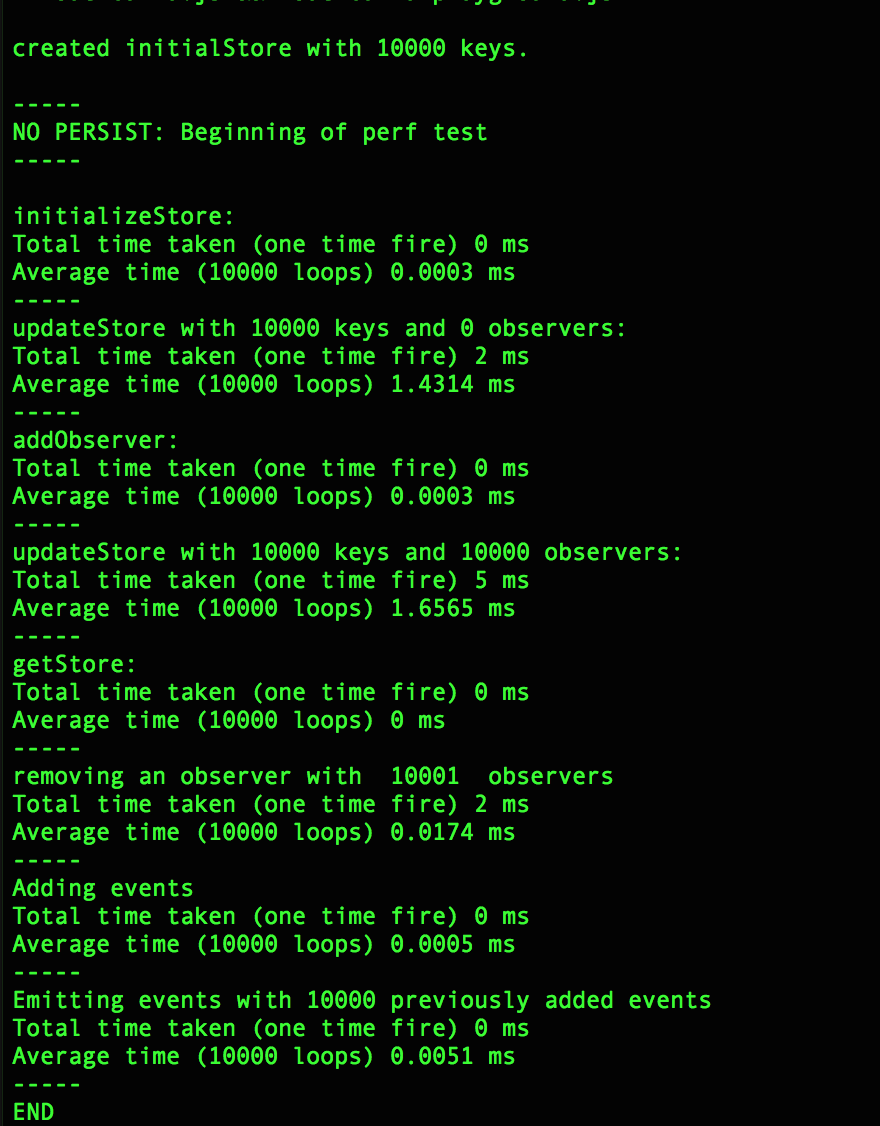 created initialStore with 10000 keys.
-----
NO PERSIST: Beginning of perf test
-----
initializeStore:
Total time taken (one time fire) 0 ms
Average time (10000 loops) 0.0003 ms
-----
updateStore with 10000 keys and 0 observers:
Total time taken (one time fire) 2 ms
Average time (10000 loops) 1.4314 ms
-----
addObserver:
Total time taken (one time fire) 0 ms
Average time (10000 loops) 0.0003 ms
-----
updateStore with 10000 keys and 10000 observers:
Total time taken (one time fire) 5 ms
Average time (10000 loops) 1.6565 ms
-----
getStore:
Total time taken (one time fire) 0 ms
Average time (10000 loops) 0 ms
-----
removing an observer with  10001  observers
Total time taken (one time fire) 2 ms
Average time (10000 loops) 0.0174 ms
-----
Adding events
Total time taken (one time fire) 0 ms
Average time (10000 loops) 0.0005 ms
-----
Emitting events with 10000 previously added events
Total time taken (one time fire) 0 ms
Average time (10000 loops) 0.0051 ms
-----
END